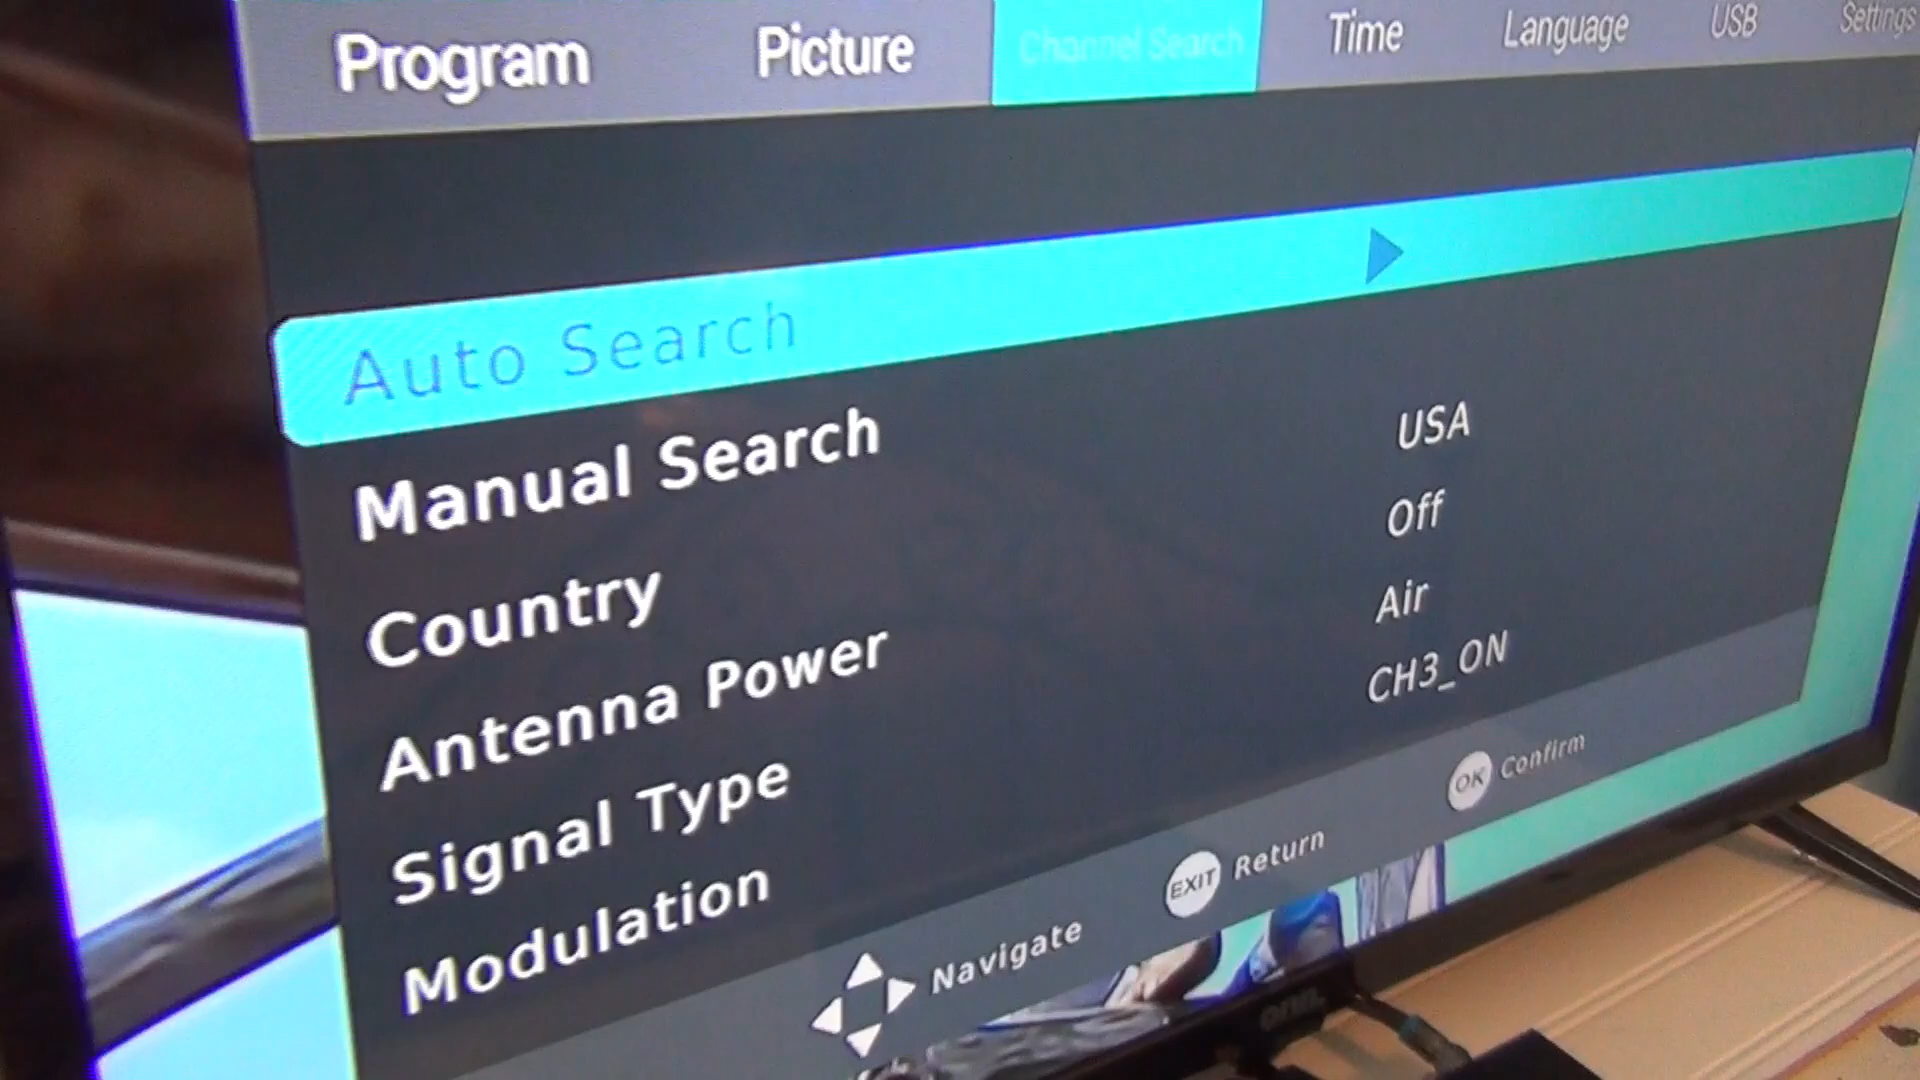 Program Picture Channel Search Time Language USB Settings
Auto Search
Manual Search
Country USA
Antenna Power Off
Signal Type Air
Modulation CH3_ON
Navigate EXIT Return OK Confirm
onn.